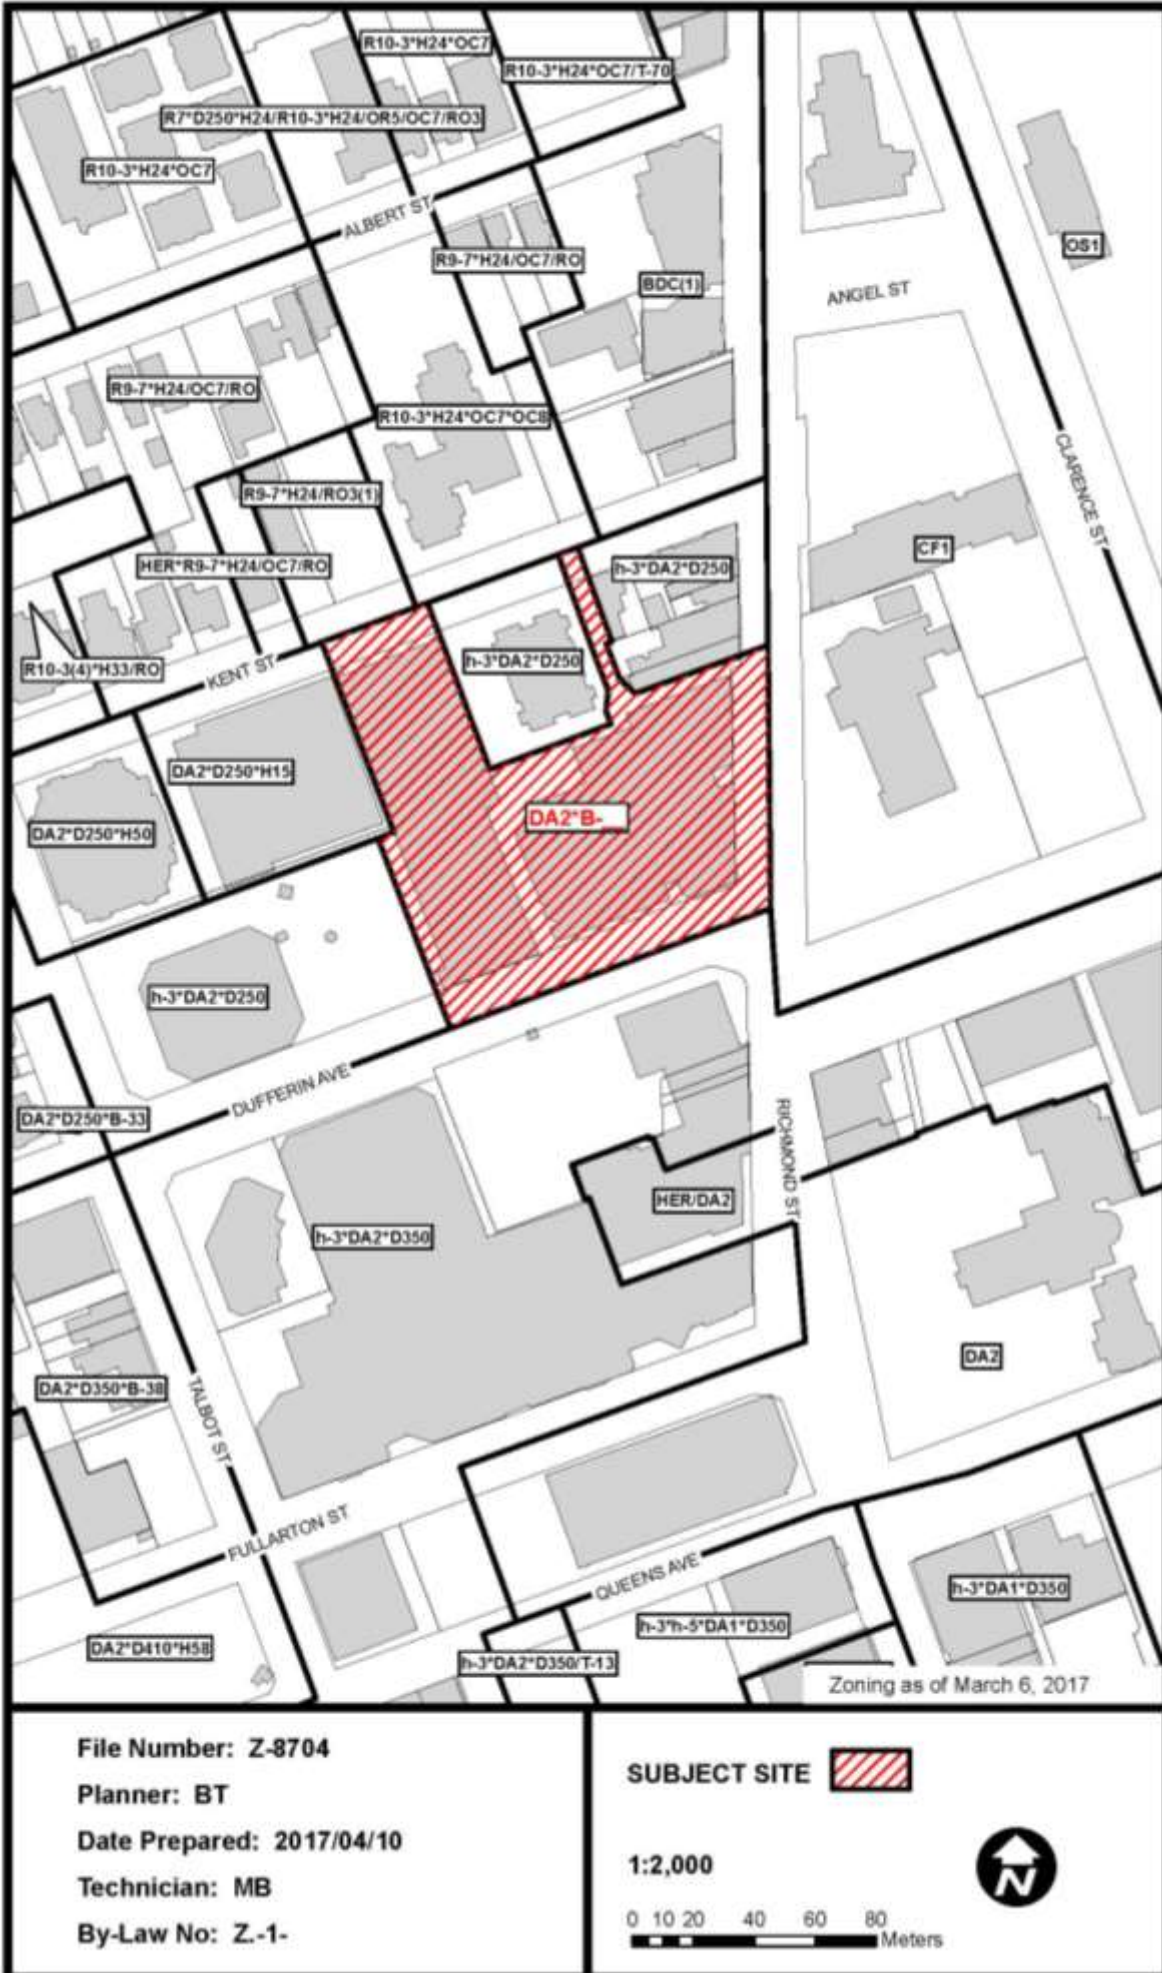 R10-3*H24*OC7
R10-3*H24*OC7/T-70
R7*D250*H24/R10-3*H24/OR5/OC7/RO3
R10-3*H24*OC7
ALBERT ST
OS1
R9-7*H24/OC7/RO
BDC(1)
ANGEL ST
R9-7*H24/OC7/RO
R10-3*H24*OC7*OC8
CLARENCE ST
R9-7*H24/RO3(1)
CF1
HER*R9-7*H24/OC7/RO
h-3*DA2*D250
R10-3(4)*H33/RO
KENT ST
h-3*DA2*D250
DA2*D250*H15
DA2*B-__
DA2*D250*H50
h-3*DA2*D250
DUFFERIN AVE
DA2*D250*B-33
RICHMOND ST
HER/DA2
h-3*DA2*D350
DA2
DA2*D350*B-38
TALBOT ST
FULLARTON ST
QUEENS AVE
h-3*DA1*D350
h-3*h-5*DA1*D350
DA2*D410*H58
h-3*DA2*D350/T-13
Zoning as of March 6, 2017
File Number: Z-8704
Planner: BT
Date Prepared: 2017/04/10
Technician: MB
By-Law No: Z.-1-
SUBJECT SITE
1:2,000
N
0 10 20 40 60 80
Meters